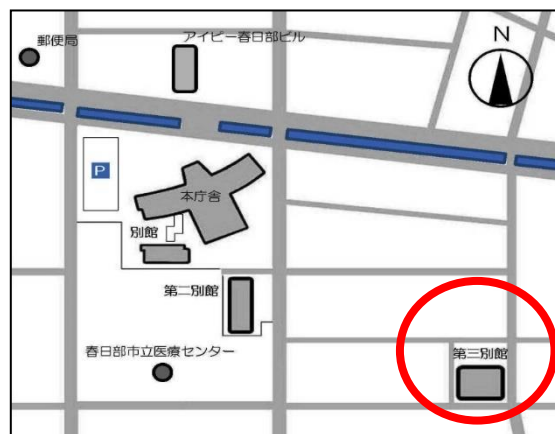 アイビー春日部ビル
郵便局
N
P
本庁舎
別館
第二別館
春日部市立医療センター
第三別館